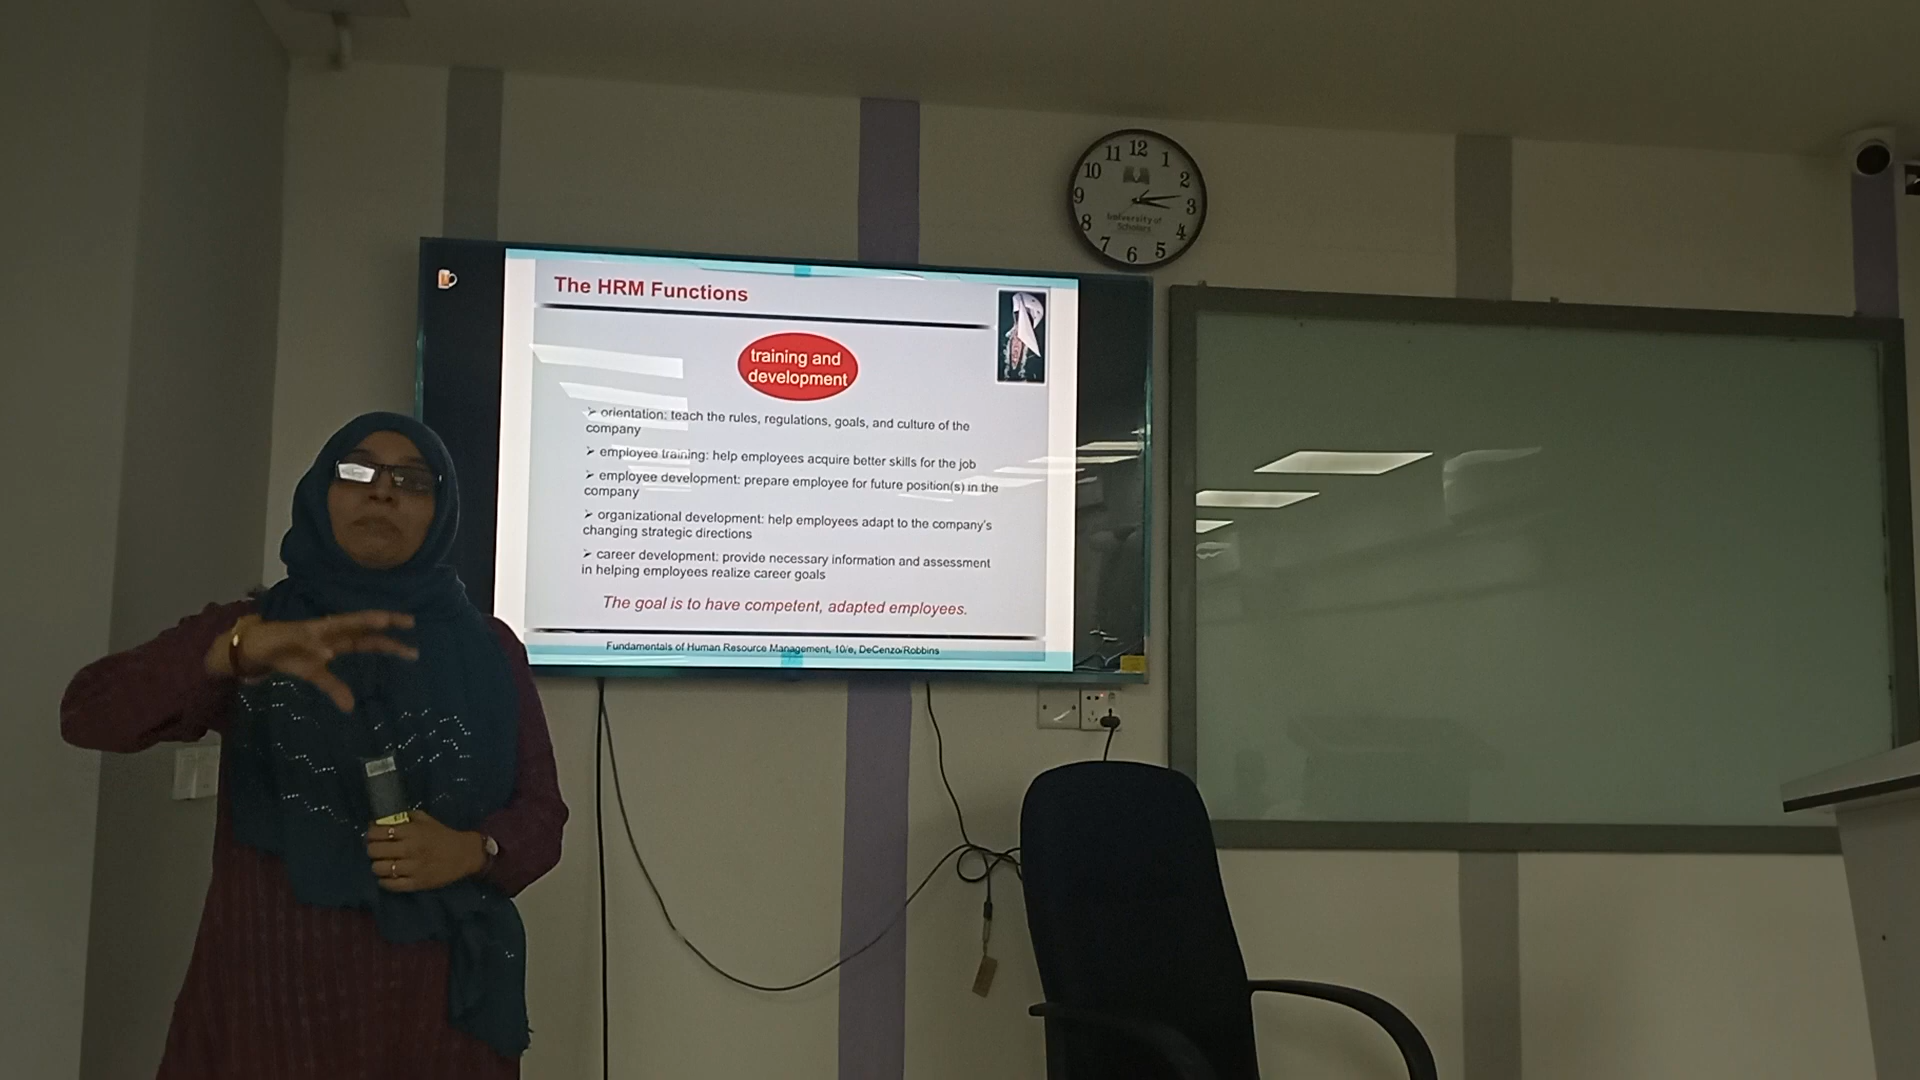 11 12 1
10 2
9 3
8 4
7 6 5
University of
Scholars
The HRM Functions
training and
development
➢ orientation: teach the rules, regulations, goals, and culture of the
company
➢ employee training: help employees acquire better skills for the job
➢ employee development: prepare employee for future position(s) in the
company
➢ organizational development: help employees adapt to the company's
changing strategic directions
➢ career development: provide necessary information and assessment
in helping employees realize career goals
The goal is to have competent, adapted employees.
Fundamentals of Human Resource Management, 10/e, DeCenzo/Robbins